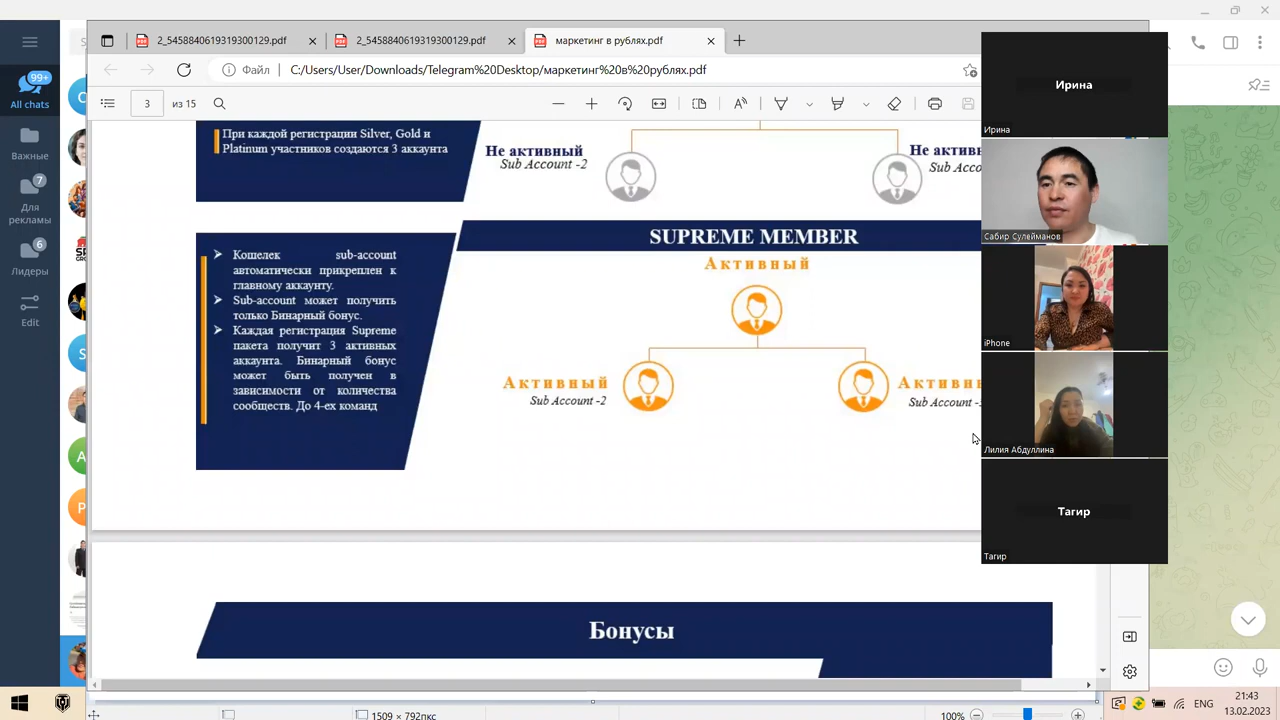 2_5458840619319300129.pdf
2_5458840619319300129.pdf
маркетинг в рублях.pdf
Файл
C:/Users/User/Downloads/Telegram%20Desktop/маркетинг%20в%20рублях.pdf
3
из 15
99+
All chats
Важные
7
Для
рекламы
6
Лидеры
Edit
При каждой регистрации Silver, Gold и
Platinum участников создаются 3 аккаунта
Не активный
Sub Account -2
Не актив
Sub Acco
SUPREME MEMBER
Активный
Кошелек sub-account
автоматически прикреплен к
главному аккаунту.
Sub-account может получить
только Бинарный бонус.
Каждая регистрация Supreme
пакета получит 3 активных
аккаунта. Бинарный бонус
может быть получен в
зависимости от количества
сообществ. До 4-ех команд
Активный
Sub Account -2
Активны
Sub Account -
Бонусы
Ирина
Ирина
Сабир Сулейманов
iPhone
Лилия Абдуллина
Тагир
Тагир
1509 × 792пкс
100%
21:43
13.02.2023